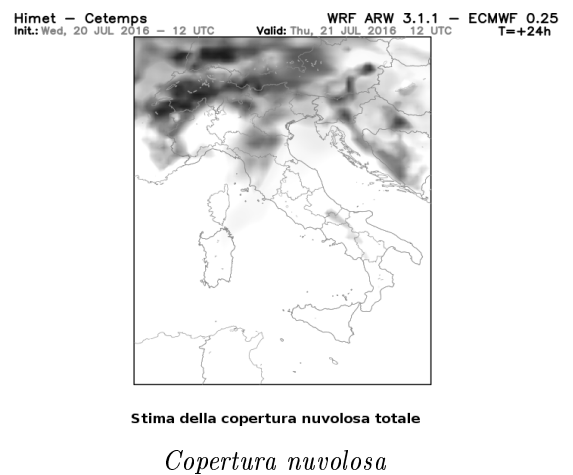 Himet − Cetemps WRF ARW 3.1.1 − ECMWF 0.25
Init.: Wed, 20 JUL 2016 − 12 UTC Valid: Thu, 21 JUL 2016 12 UTC T=+24h
Stima della copertura nuvolosa totale
Copertura nuvolosa